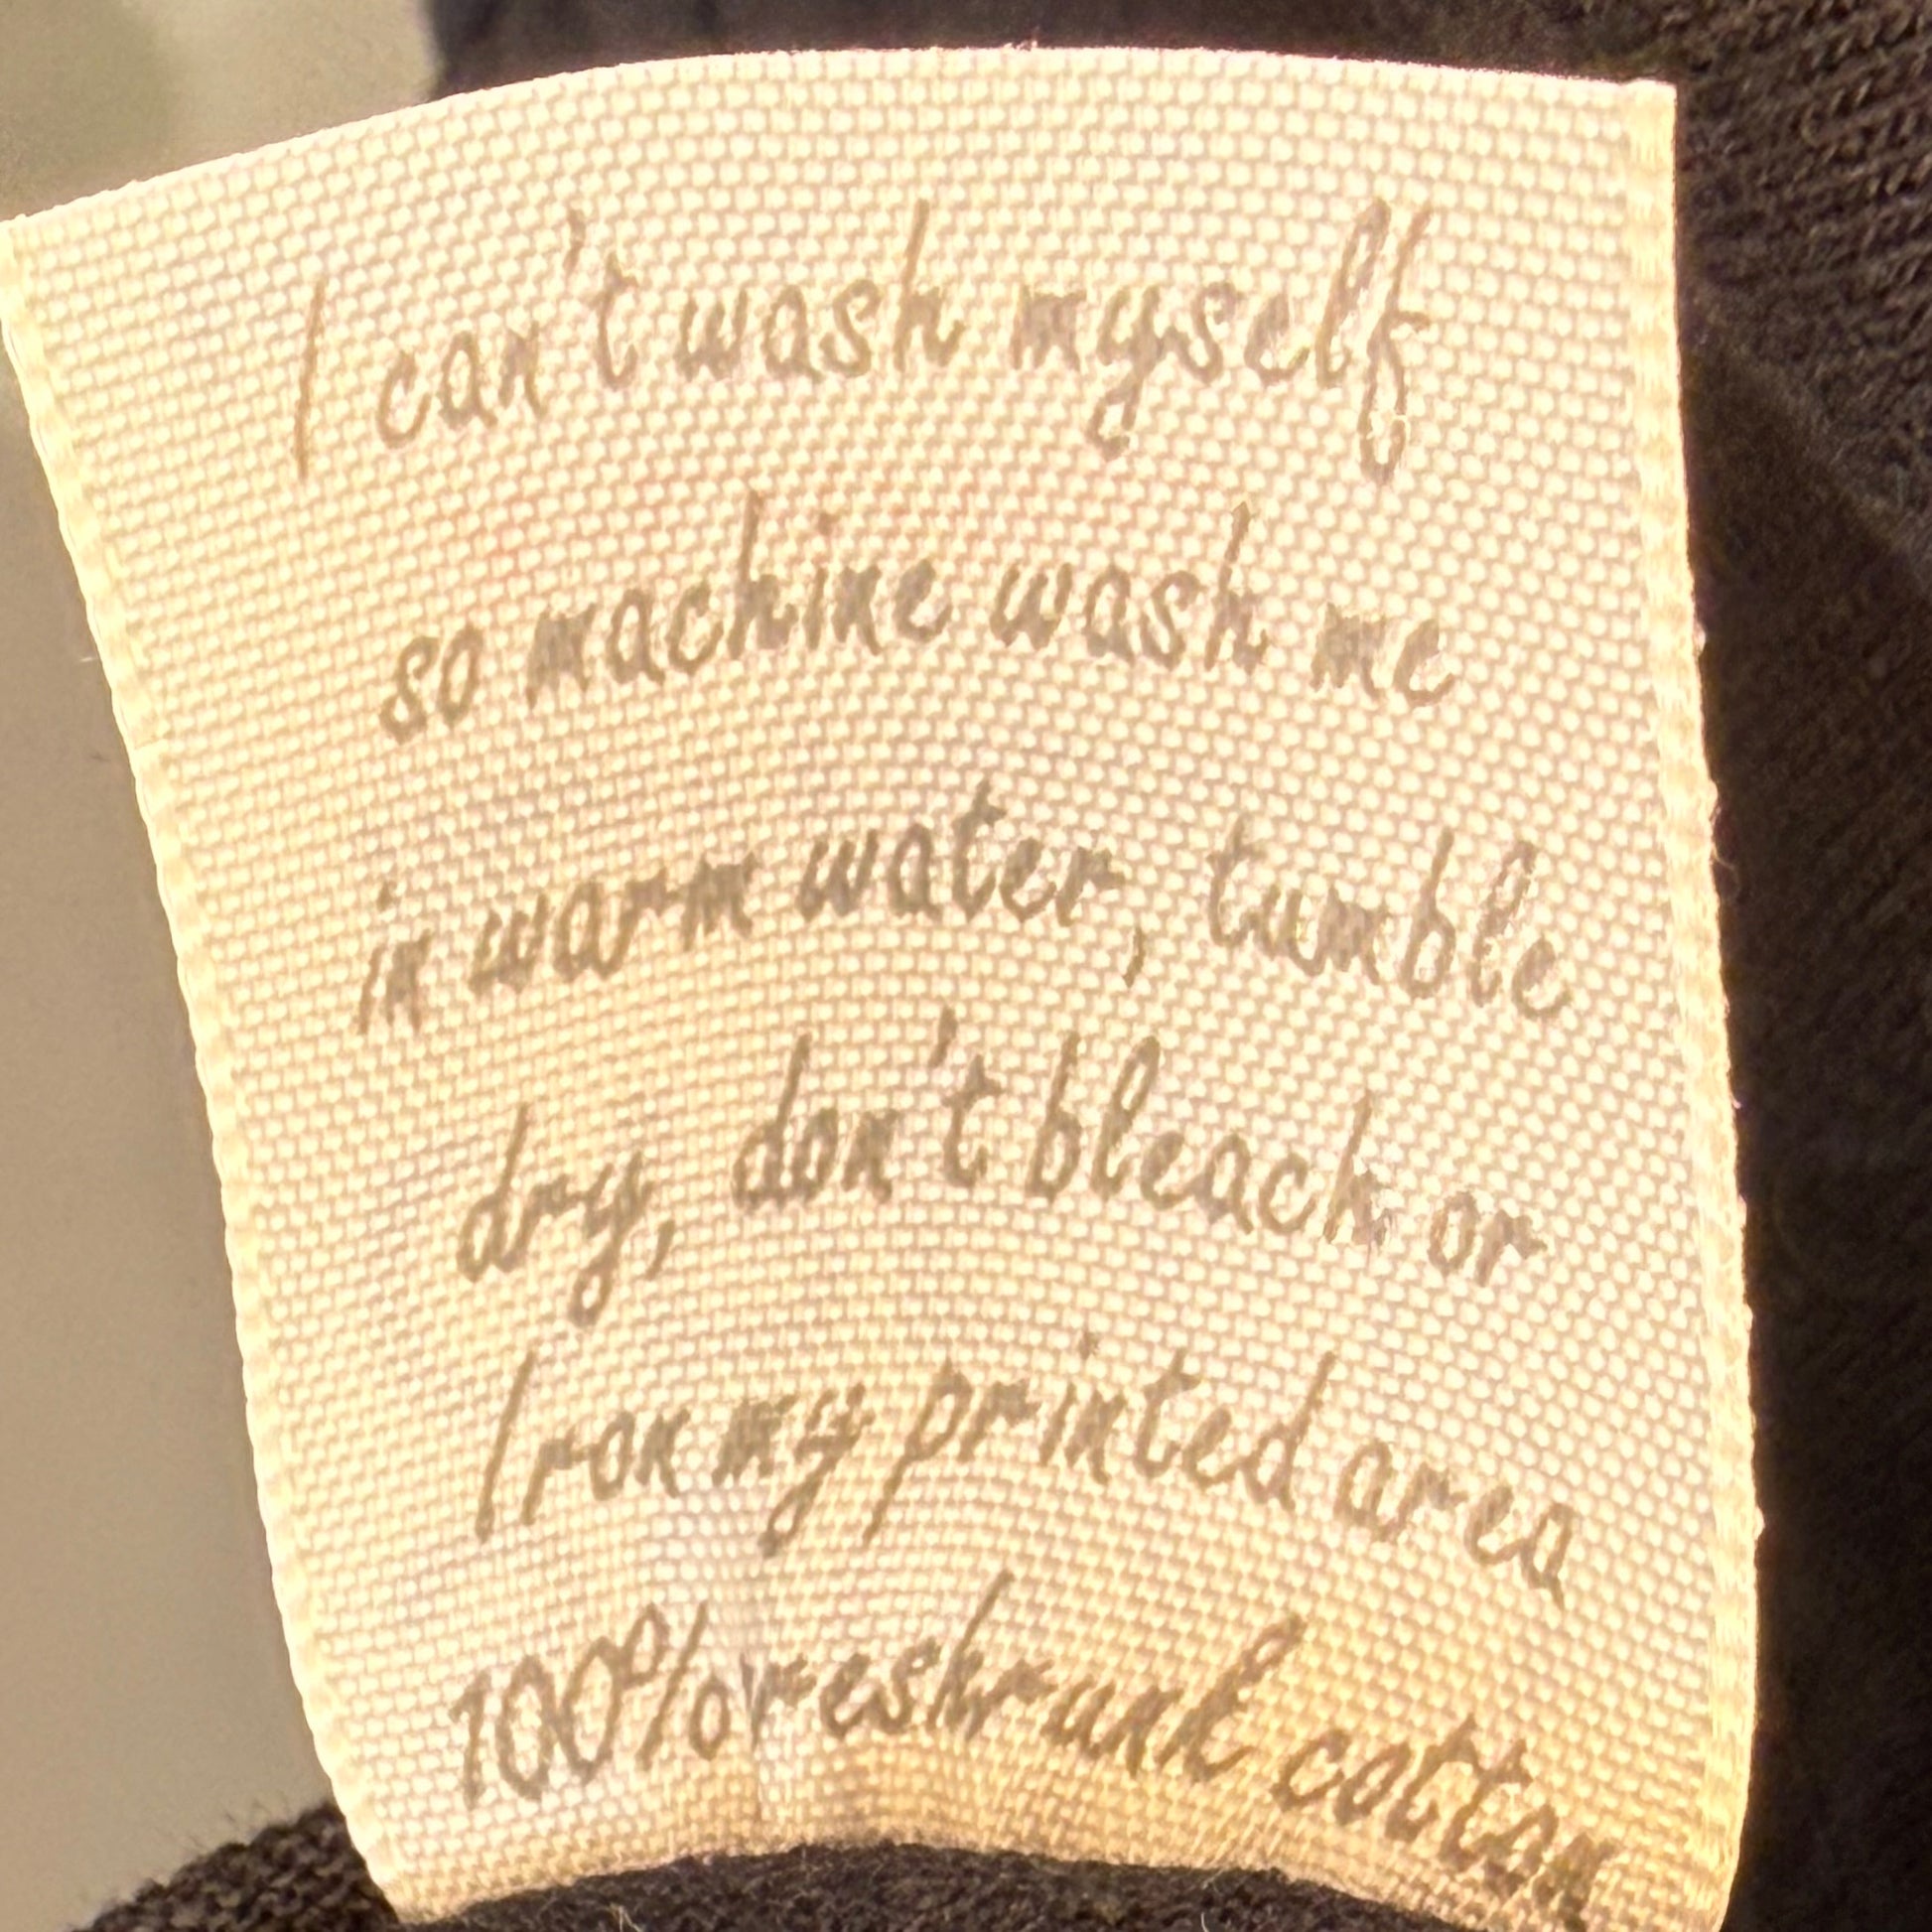 I can't wash myself
so machine wash me
in warm water, tumble
dry, don't bleach or
Iron my printed area
100% reshrunk cotton